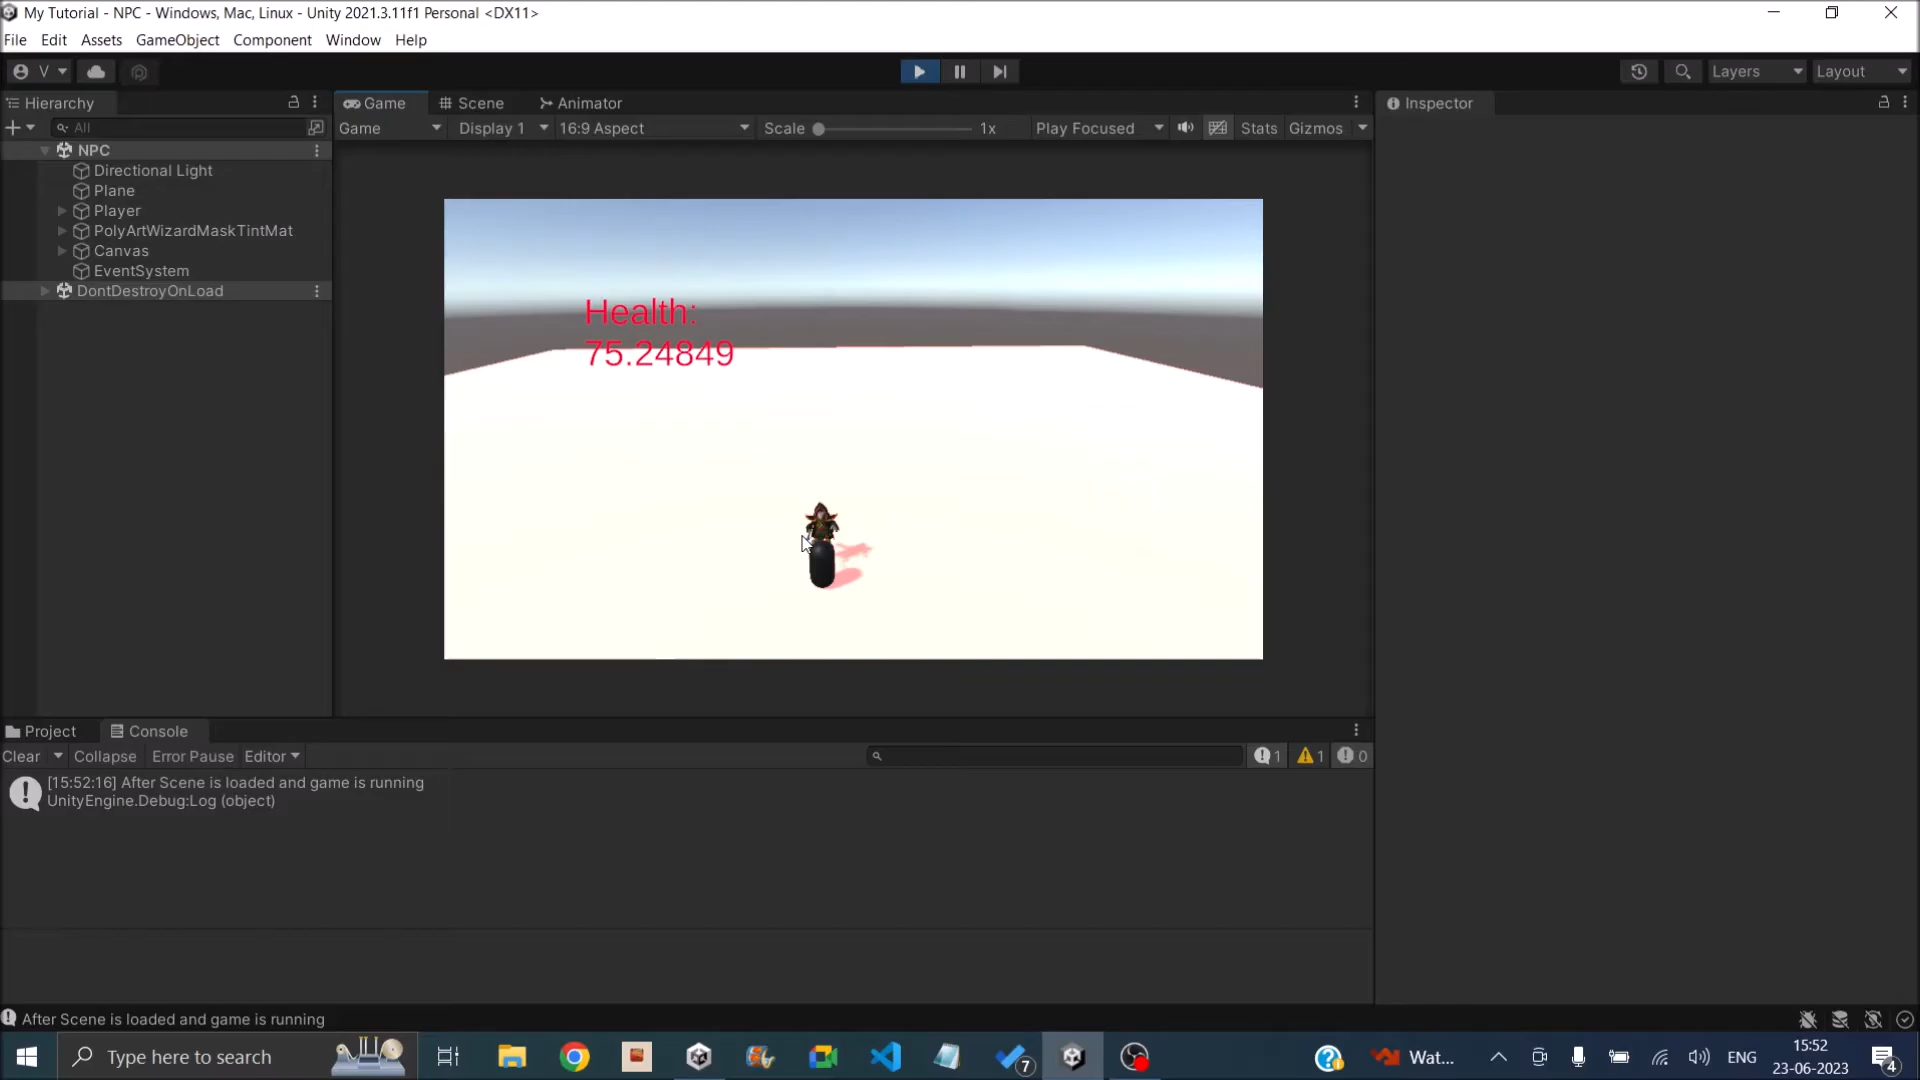 My Tutorial - NPC - Windows, Mac, Linux - Unity 2021.3.11f1 Personal <DX11>
File Edit Assets GameObject Component Window Help
V Layers Layout
Hierarchy Game Scene Animator Inspector
All Game Display 1 16:9 Aspect Scale 1x Play Focused Stats Gizmos
NPC
Directional Light
Plane
Player
PolyArtWizardMaskTintMat
Canvas
EventSystem
DontDestroyOnLoad
Health:
75.24849
Project Console
Clear Collapse Error Pause Editor 1 1 0
[15:52:16] After Scene is loaded and game is running
UnityEngine.Debug:Log (object)
After Scene is loaded and game is running
Type here to search 7 Wat... ENG 15:52 4
23-06-2023